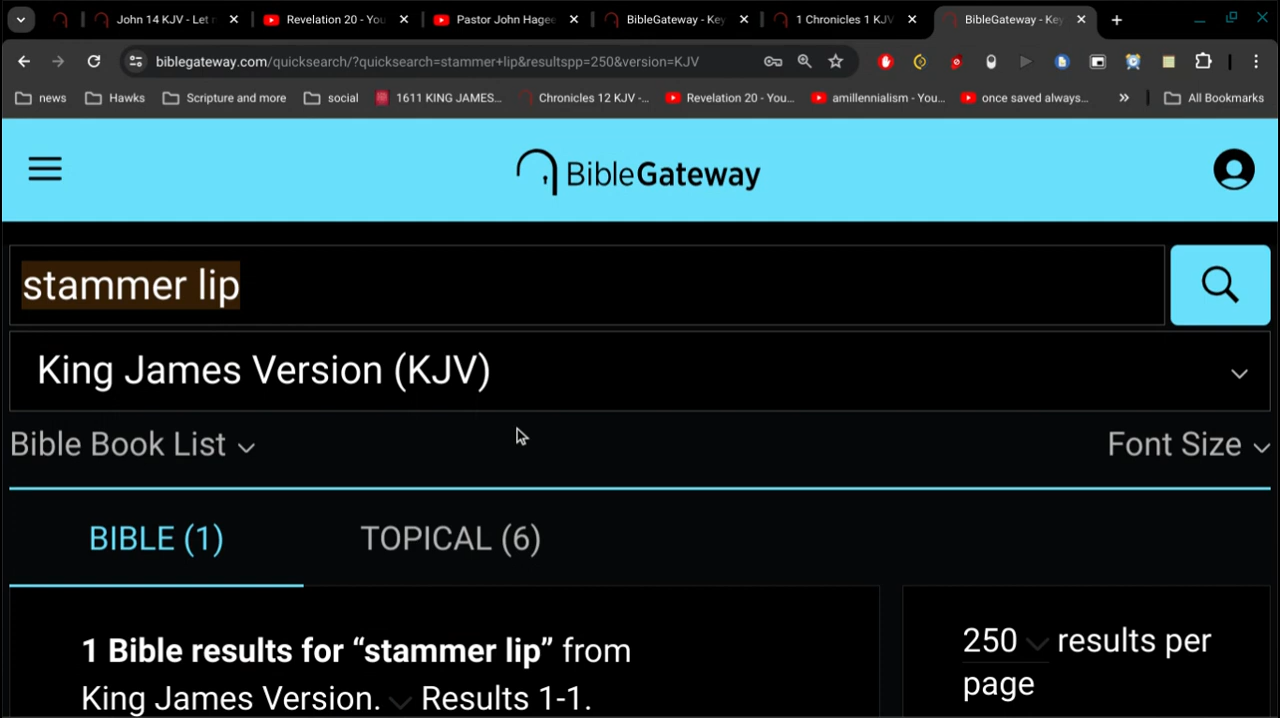 John 14 KJV - Let n
Revelation 20 - You
Pastor John Hagee
BibleGateway - Key
1 Chronicles 1 KJV
BibleGateway - Key
biblegateway.com/quicksearch/?quicksearch=stammer+lip&resultspp=250&version=KJV
news
Hawks
Scripture and more
social
1611 KING JAMES...
Chronicles 12 KJV -...
Revelation 20 - You...
amillennialism - You...
once saved always...
All Bookmarks
BibleGateway
stammer lip
King James Version (KJV)
Bible Book List
Font Size
BIBLE (1)
TOPICAL (6)
1 Bible results for “stammer lip” from
King James Version. Results 1-1.
250 results per
page